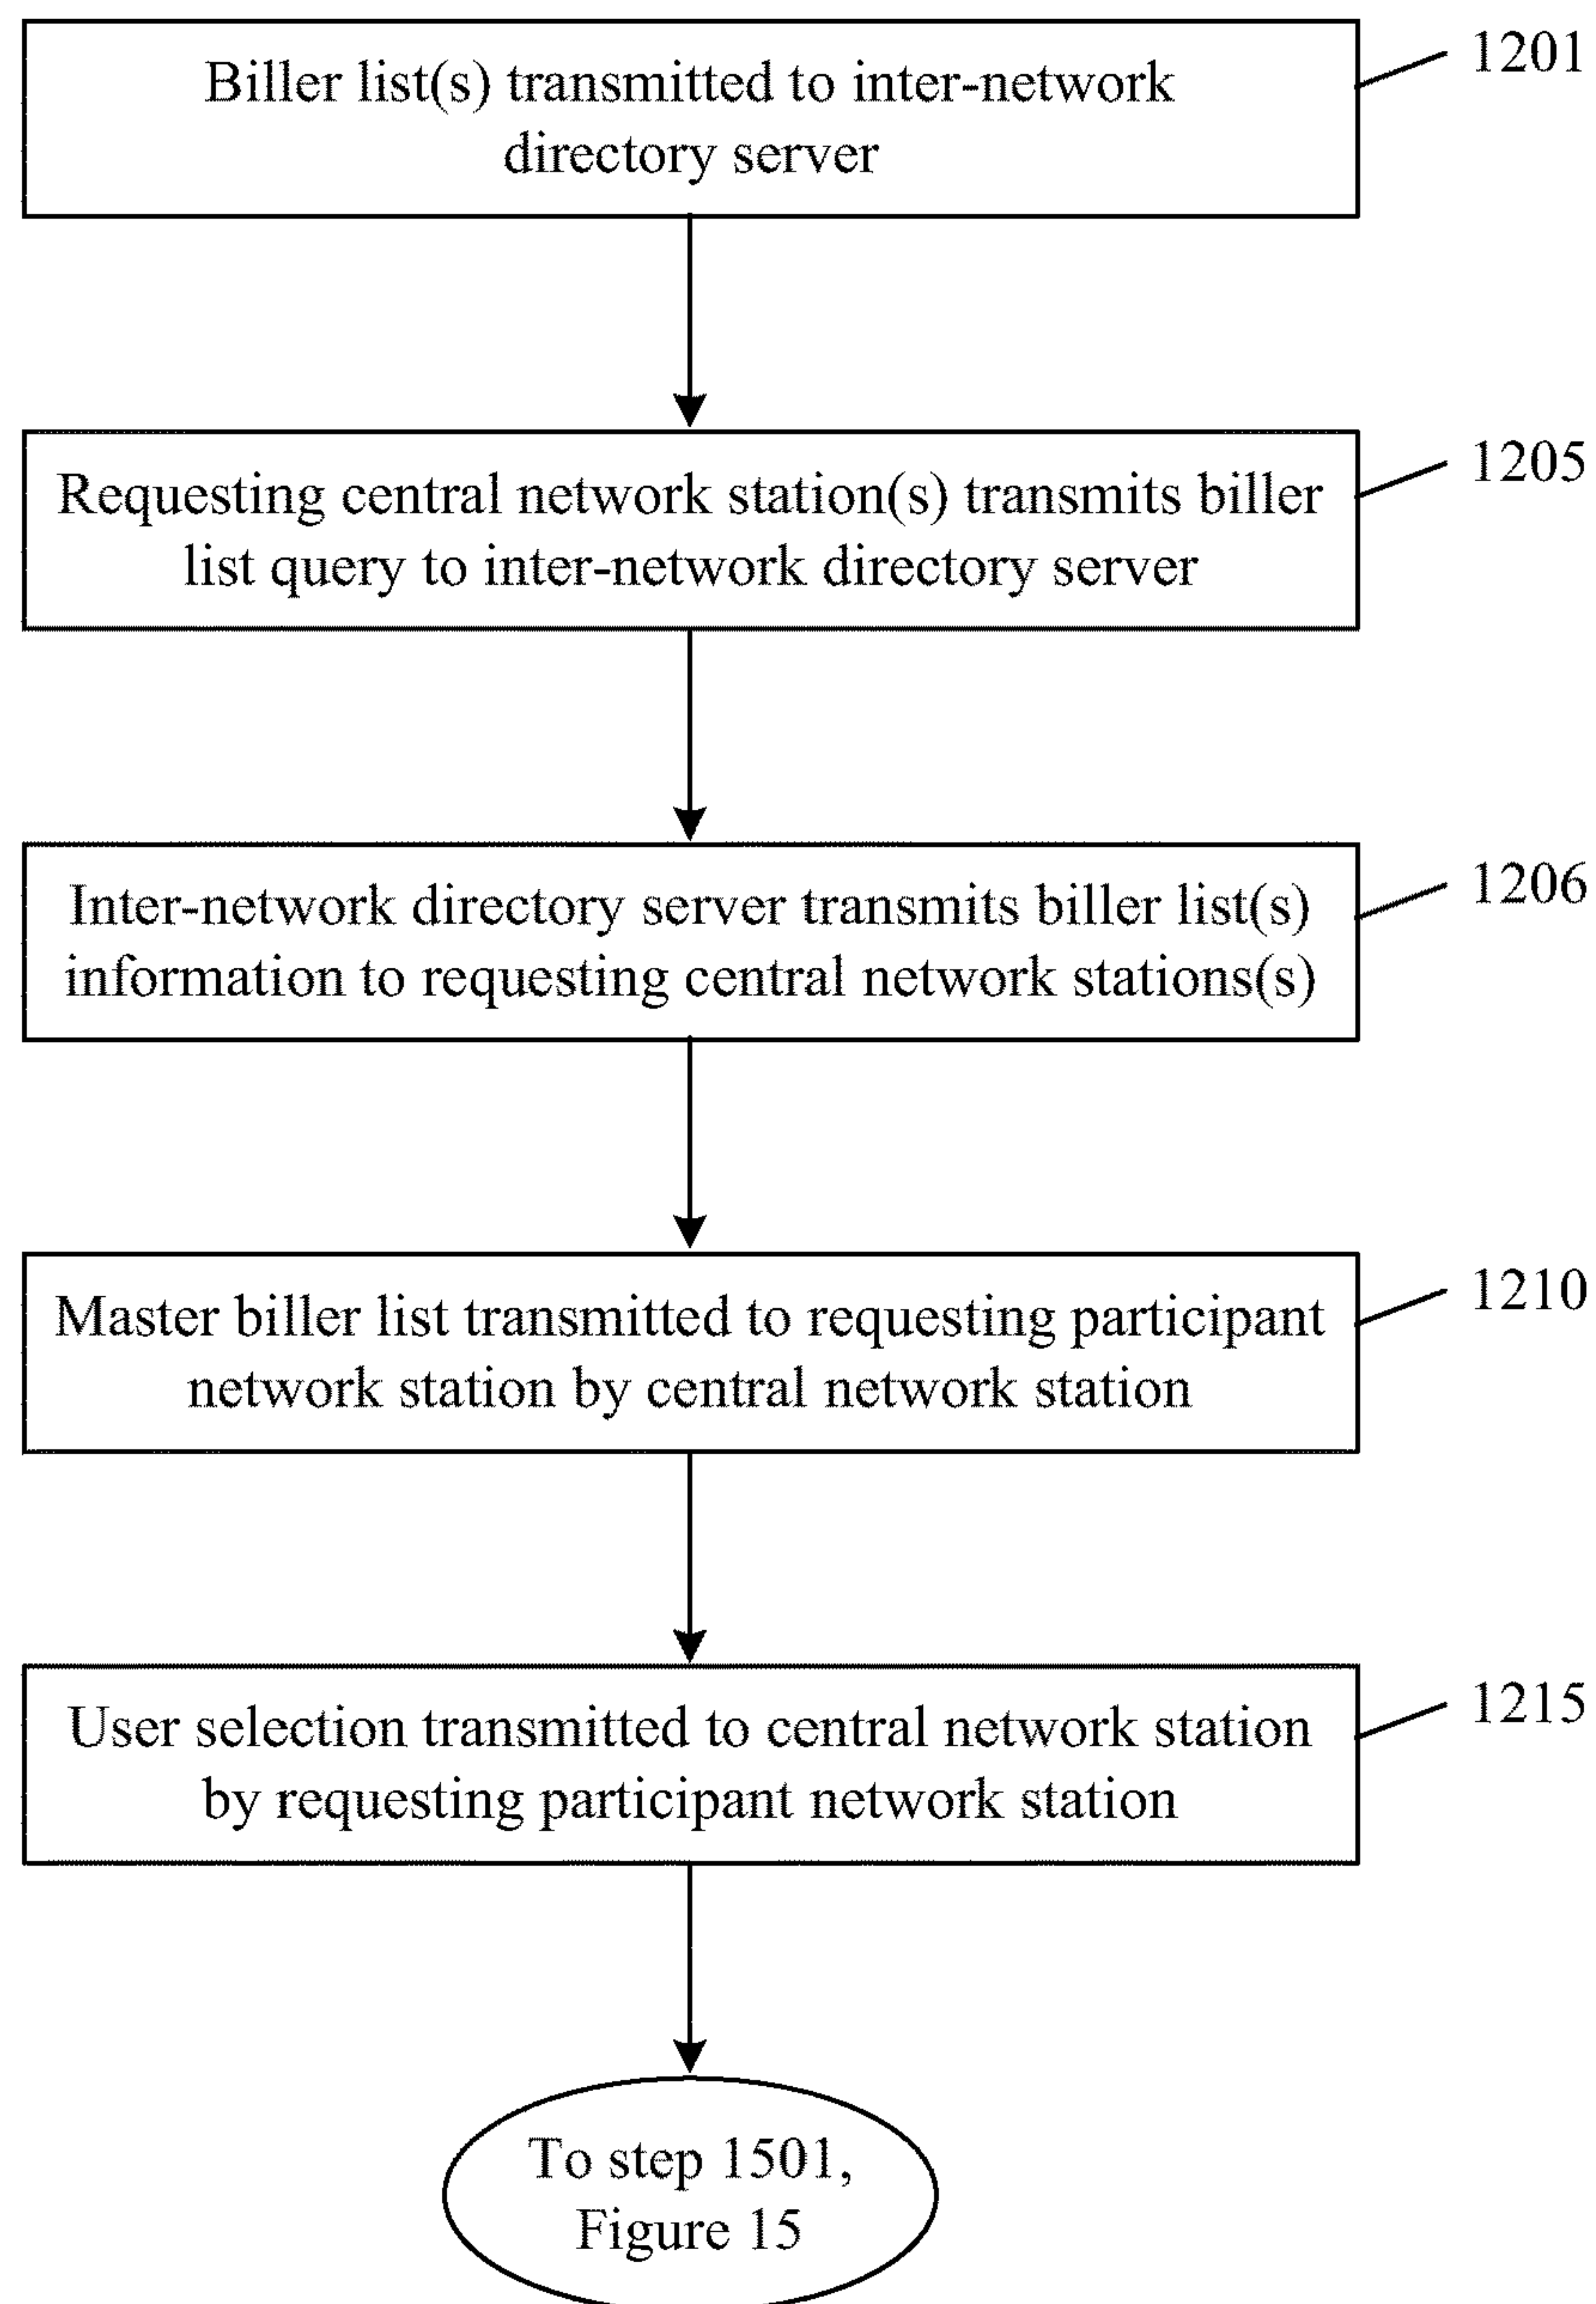 Biller list(s) transmitted to inter-network
directory server
1201
Requesting central network station(s) transmits biller
list query to inter-network directory server
1205
Inter-network directory server transmits biller list(s)
information to requesting central network stations(s)
1206
Master biller list transmitted to requesting participant
network station by central network station
1210
User selection transmitted to central network station
by requesting participant network station
1215
To step 1501,
Figure 15